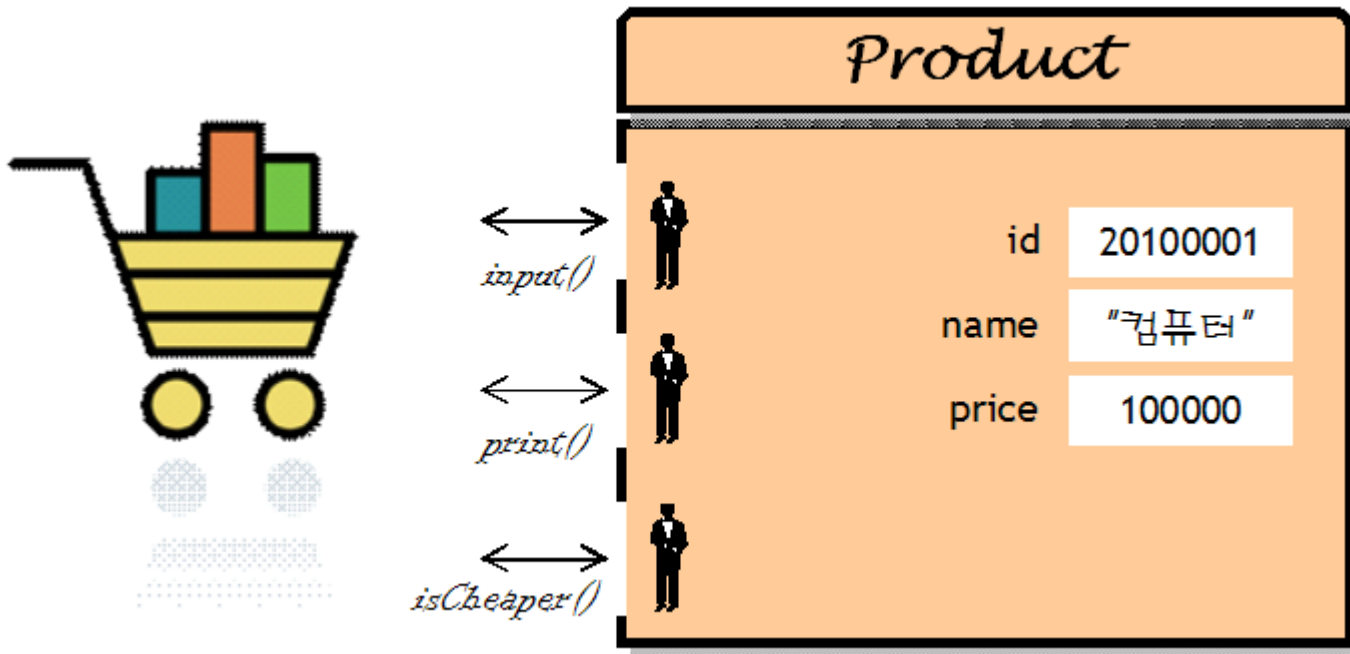 Product
input()
id 20100001
name "컴퓨터"
print()
price 100000
isCheaper()